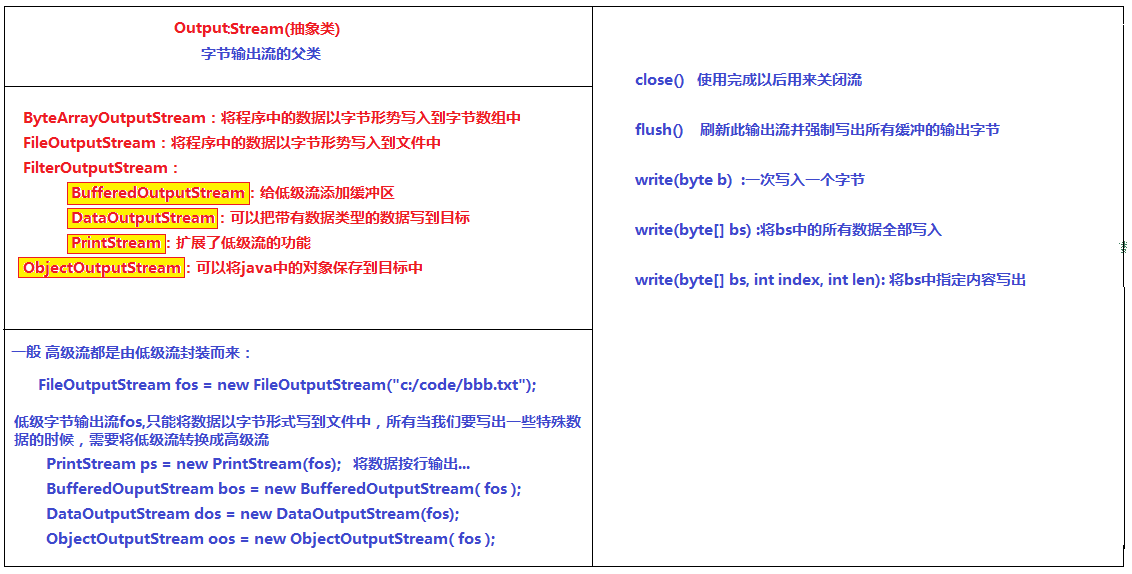 OutputStream(抽象类)
字节输出流的父类
ByteArrayOutputStream：将程序中的数据以字节形势写入到字节数组中
FileOutputStream：将程序中的数据以字节形势写入到文件中
FilterOutputStream：
BufferedOutputStream：给低级流添加缓冲区
DataOutputStream：可以把带有数据类型的数据写到目标
PrintStream：扩展了低级流的功能
ObjectOutputStream：可以将java中的对象保存到目标中
一般 高级流都是由低级流封装而来：
FileOutputStream fos = new FileOutputStream("c:/code/bbb.txt");
低级字节输出流fos,只能将数据以字节形式写到文件中，所有当我们要写出一些特殊数
据的时候，需要将低级流转换成高级流
PrintStream ps = new PrintStream(fos); 将数据按行输出...
BufferedOuputStream bos = new BufferedOutputStream( fos );
DataOutputStream dos = new DataOutputStream(fos);
ObjectOutputStream oos = new ObjectOutputStream( fos );
close() 使用完成以后用来关闭流
flush() 刷新此输出流并强制写出所有缓冲的输出字节
write(byte b) :一次写入一个字节
write(byte[] bs) :将bs中的所有数据全部写入
write(byte[] bs, int index, int len): 将bs中指定内容写出